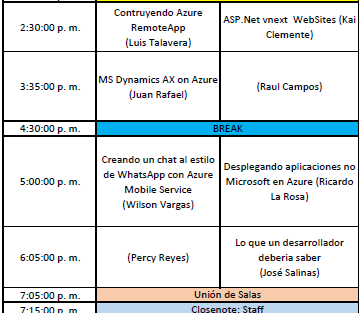 2:30:00 p. m.
Contruyendo Azure
RemoteApp
(Luis Talavera)
ASP.Net vnext WebSites (Kai
Clemente)
3:35:00 p. m.
MS Dynamics AX on Azure
(Juan Rafael)
(Raul Campos)
4:30:00 p. m.
BREAK
5:00:00 p. m.
Creando un chat al estilo
de WhatsApp con Azure
Mobile Service
(Wilson Vargas)
Desplegando aplicaciones no
Microsoft en Azure (Ricardo
La Rosa)
6:05:00 p. m.
(Percy Reyes)
Lo que un desarrollador
deberia saber
(José Salinas)
7:05:00 p. m.
Unión de Salas
7:15:00 p. m.
Closenote: Staff